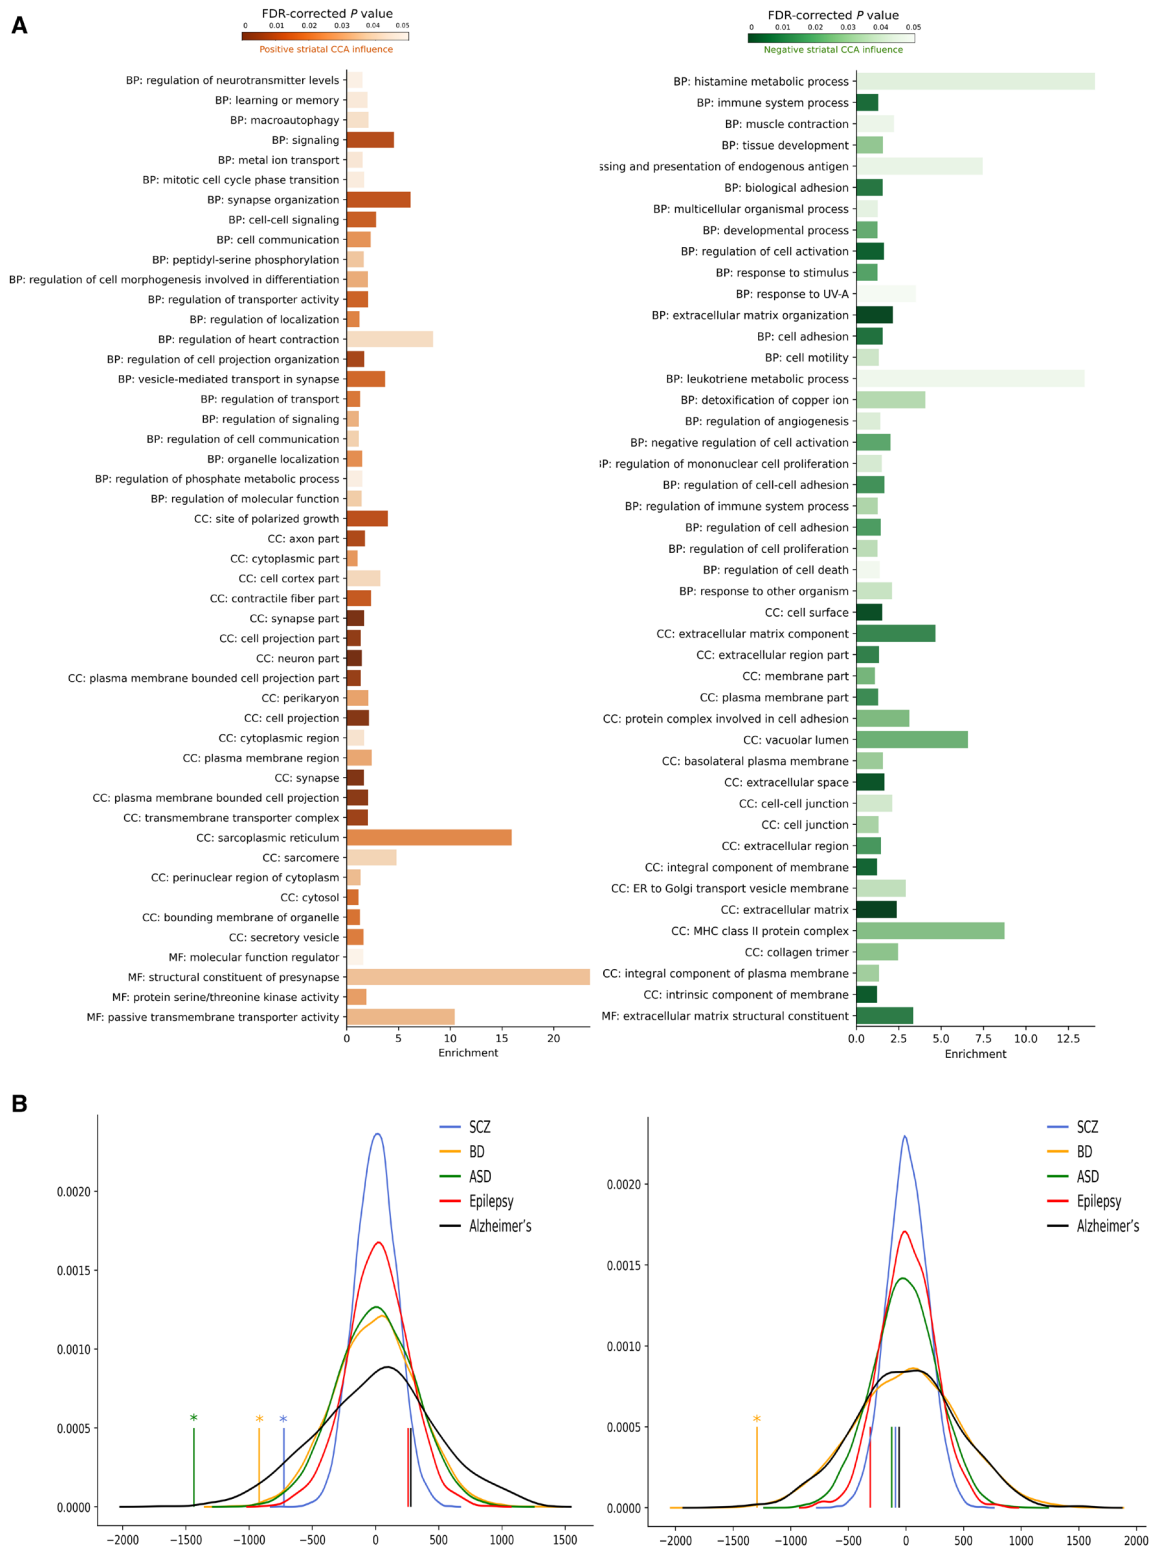 A
FDR-corrected P value
0 0.01 0.02 0.03 0.04 0.05
Positive striatal CCA influence
BP: regulation of neurotransmitter levels
BP: learning or memory
BP: macroautophagy
BP: signaling
BP: metal ion transport
BP: mitotic cell cycle phase transition
BP: synapse organization
BP: cell-cell signaling
BP: cell communication
BP: peptidyl-serine phosphorylation
BP: regulation of cell morphogenesis involved in differentiation
BP: regulation of transporter activity
BP: regulation of localization
BP: regulation of heart contraction
BP: regulation of cell projection organization
BP: vesicle-mediated transport in synapse
BP: regulation of transport
BP: regulation of signaling
BP: regulation of cell communication
BP: organelle localization
BP: regulation of phosphate metabolic process
BP: regulation of molecular function
CC: site of polarized growth
CC: axon part
CC: cytoplasmic part
CC: cell cortex part
CC: contractile fiber part
CC: synapse part
CC: cell projection part
CC: neuron part
CC: plasma membrane bounded cell projection part
CC: perikaryon
CC: cell projection
CC: cytoplasmic region
CC: plasma membrane region
CC: synapse
CC: plasma membrane bounded cell projection
CC: transmembrane transporter complex
CC: sarcoplasmic reticulum
CC: sarcomere
CC: perinuclear region of cytoplasm
CC: cytosol
CC: bounding membrane of organelle
CC: secretory vesicle
MF: molecular function regulator
MF: structural constituent of presynapse
MF: protein serine/threonine kinase activity
MF: passive transmembrane transporter activity
0 5 10 15 20
Enrichment
FDR-corrected P value
0 0.01 0.02 0.03 0.04 0.05
Negative striatal CCA influence
BP: histamine metabolic process
BP: immune system process
BP: muscle contraction
BP: tissue development
ssing and presentation of endogenous antigen
BP: biological adhesion
BP: multicellular organismal process
BP: developmental process
BP: regulation of cell activation
BP: response to stimulus
BP: response to UV-A
BP: extracellular matrix organization
BP: cell adhesion
BP: cell motility
BP: leukotriene metabolic process
BP: detoxification of copper ion
BP: regulation of angiogenesis
BP: negative regulation of cell activation
P: regulation of mononuclear cell proliferation
BP: regulation of cell-cell adhesion
BP: regulation of immune system process
BP: regulation of cell adhesion
BP: regulation of cell proliferation
BP: regulation of cell death
BP: response to other organism
CC: cell surface
CC: extracellular matrix component
CC: extracellular region part
CC: membrane part
CC: plasma membrane part
CC: protein complex involved in cell adhesion
CC: vacuolar lumen
CC: basolateral plasma membrane
CC: extracellular space
CC: cell-cell junction
CC: cell junction
CC: extracellular region
CC: integral component of membrane
CC: ER to Golgi transport vesicle membrane
CC: extracellular matrix
CC: MHC class II protein complex
CC: collagen trimer
CC: integral component of plasma membrane
CC: intrinsic component of membrane
MF: extracellular matrix structural constituent
0.0 2.5 5.0 7.5 10.0 12.5
Enrichment
B
SCZ
BD
ASD
Epilepsy
Alzheimer's
0.0020
0.0015
0.0010
0.0005
0.0000
* * *
−2000 −1500 −1000 −500 0 500 1000 1500
SCZ
BD
ASD
Epilepsy
Alzheimer's
0.0020
0.0015
0.0010
0.0005
0.0000
*
−2000 −1500 −1000 −500 0 500 1000 1500 2000